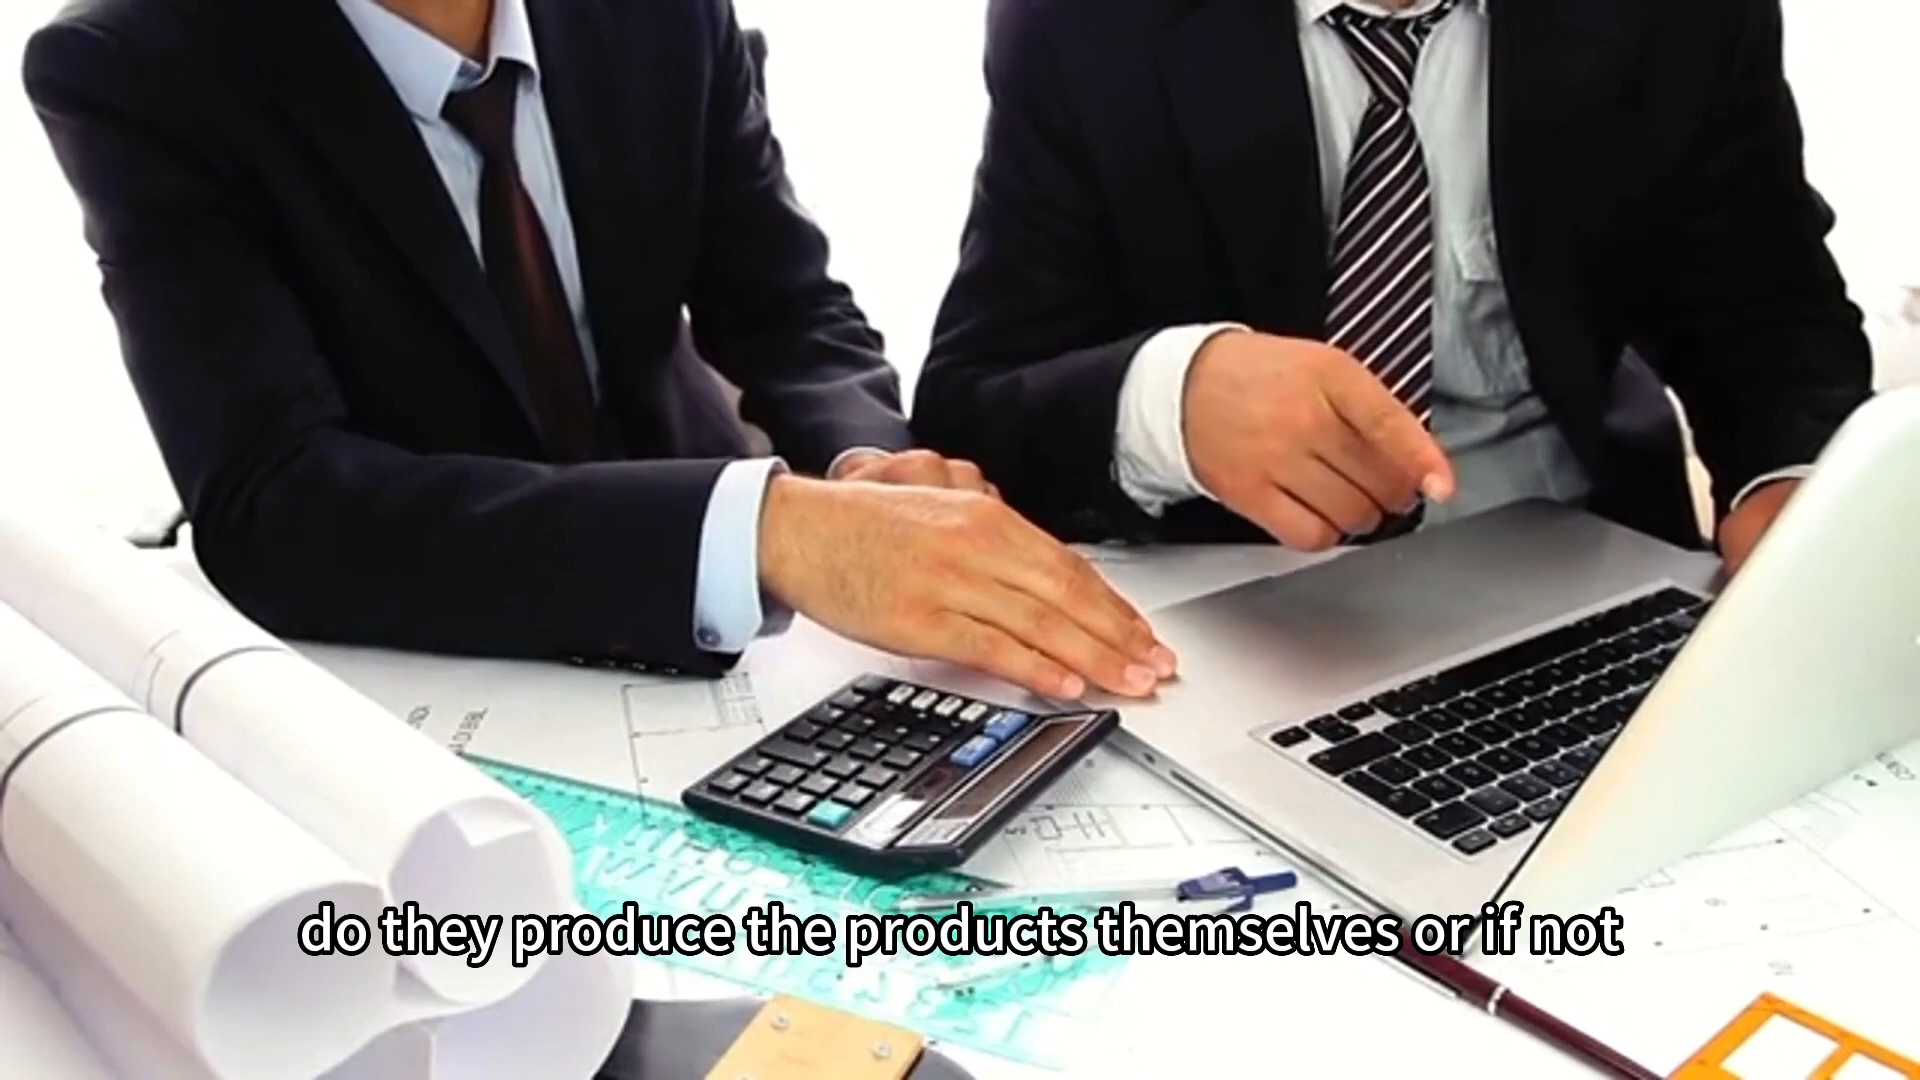 do they produce the products themselves or if not